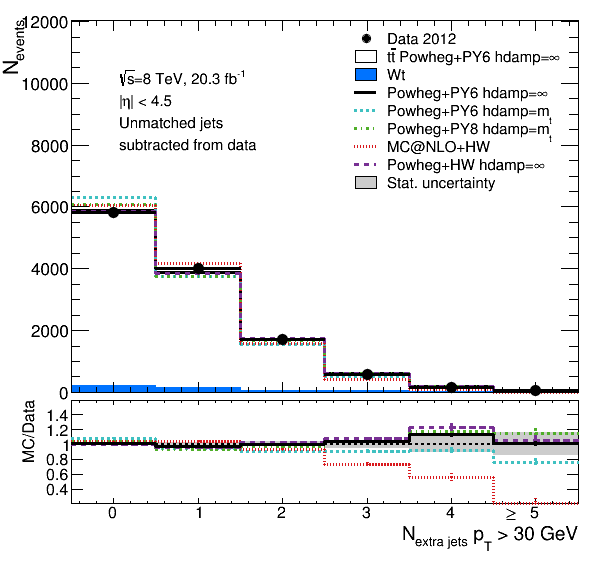 N_events
12000
10000
8000
6000
4000
2000
0
√s=8 TeV, 20.3 fb⁻¹
|η| < 4.5
Unmatched jets
subtracted from data
Data 2012
tt̄ Powheg+PY6 hdamp=∞
Wt
Powheg+PY6 hdamp=∞
Powheg+PY6 hdamp=m_t
Powheg+PY8 hdamp=m_t
MC@NLO+HW
Powheg+HW hdamp=∞
Stat. uncertainty
MC/Data
1.4
1.2
1
0.8
0.6
0.4
0 1 2 3 4 ≥ 5
N_extra jets p_T > 30 GeV